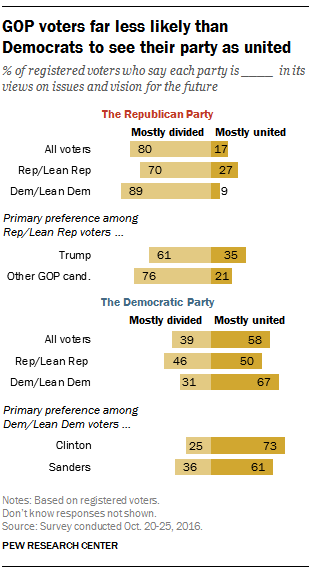 GOP voters far less likely than
Democrats to see their party as united
% of registered voters who say each party is ____ in its
views on issues and vision for the future
The Republican Party
Mostly divided Mostly united
All voters 80 17
Rep/Lean Rep 70 27
Dem/Lean Dem 89 9
Primary preference among
Rep/Lean Rep voters ...
Trump 61 35
Other GOP cand. 76 21
The Democratic Party
Mostly divided Mostly united
All voters 39 58
Rep/Lean Rep 46 50
Dem/Lean Dem 31 67
Primary preference among
Dem/Lean Dem voters ...
Clinton 25 73
Sanders 36 61
Notes: Based on registered voters.
Don't know responses not shown.
Source: Survey conducted Oct. 20-25, 2016.
PEW RESEARCH CENTER